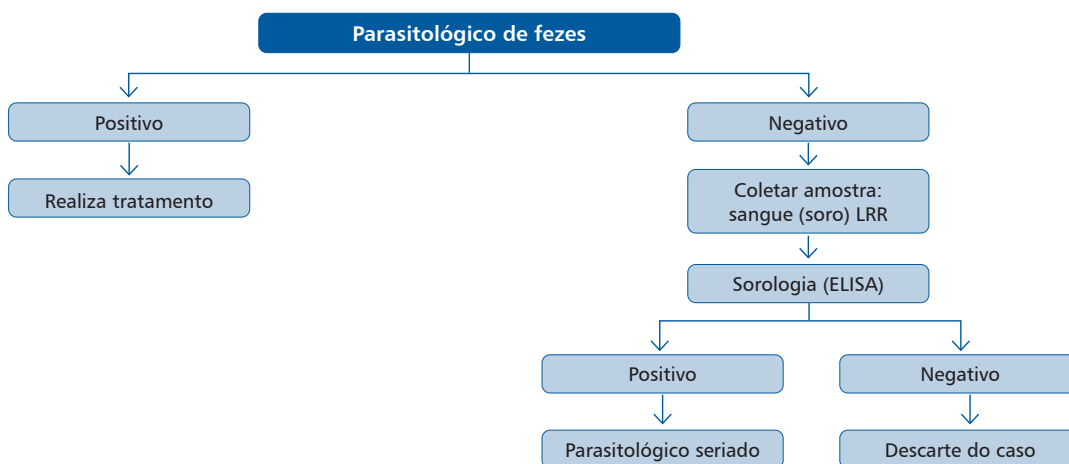 Parasitológico de fezes
Positivo
Negativo
Realiza tratamento
Coletar amostra:
sangue (soro) LRR
Sorologia (ELISA)
Positivo
Negativo
Parasitológico seriado
Descarte do caso